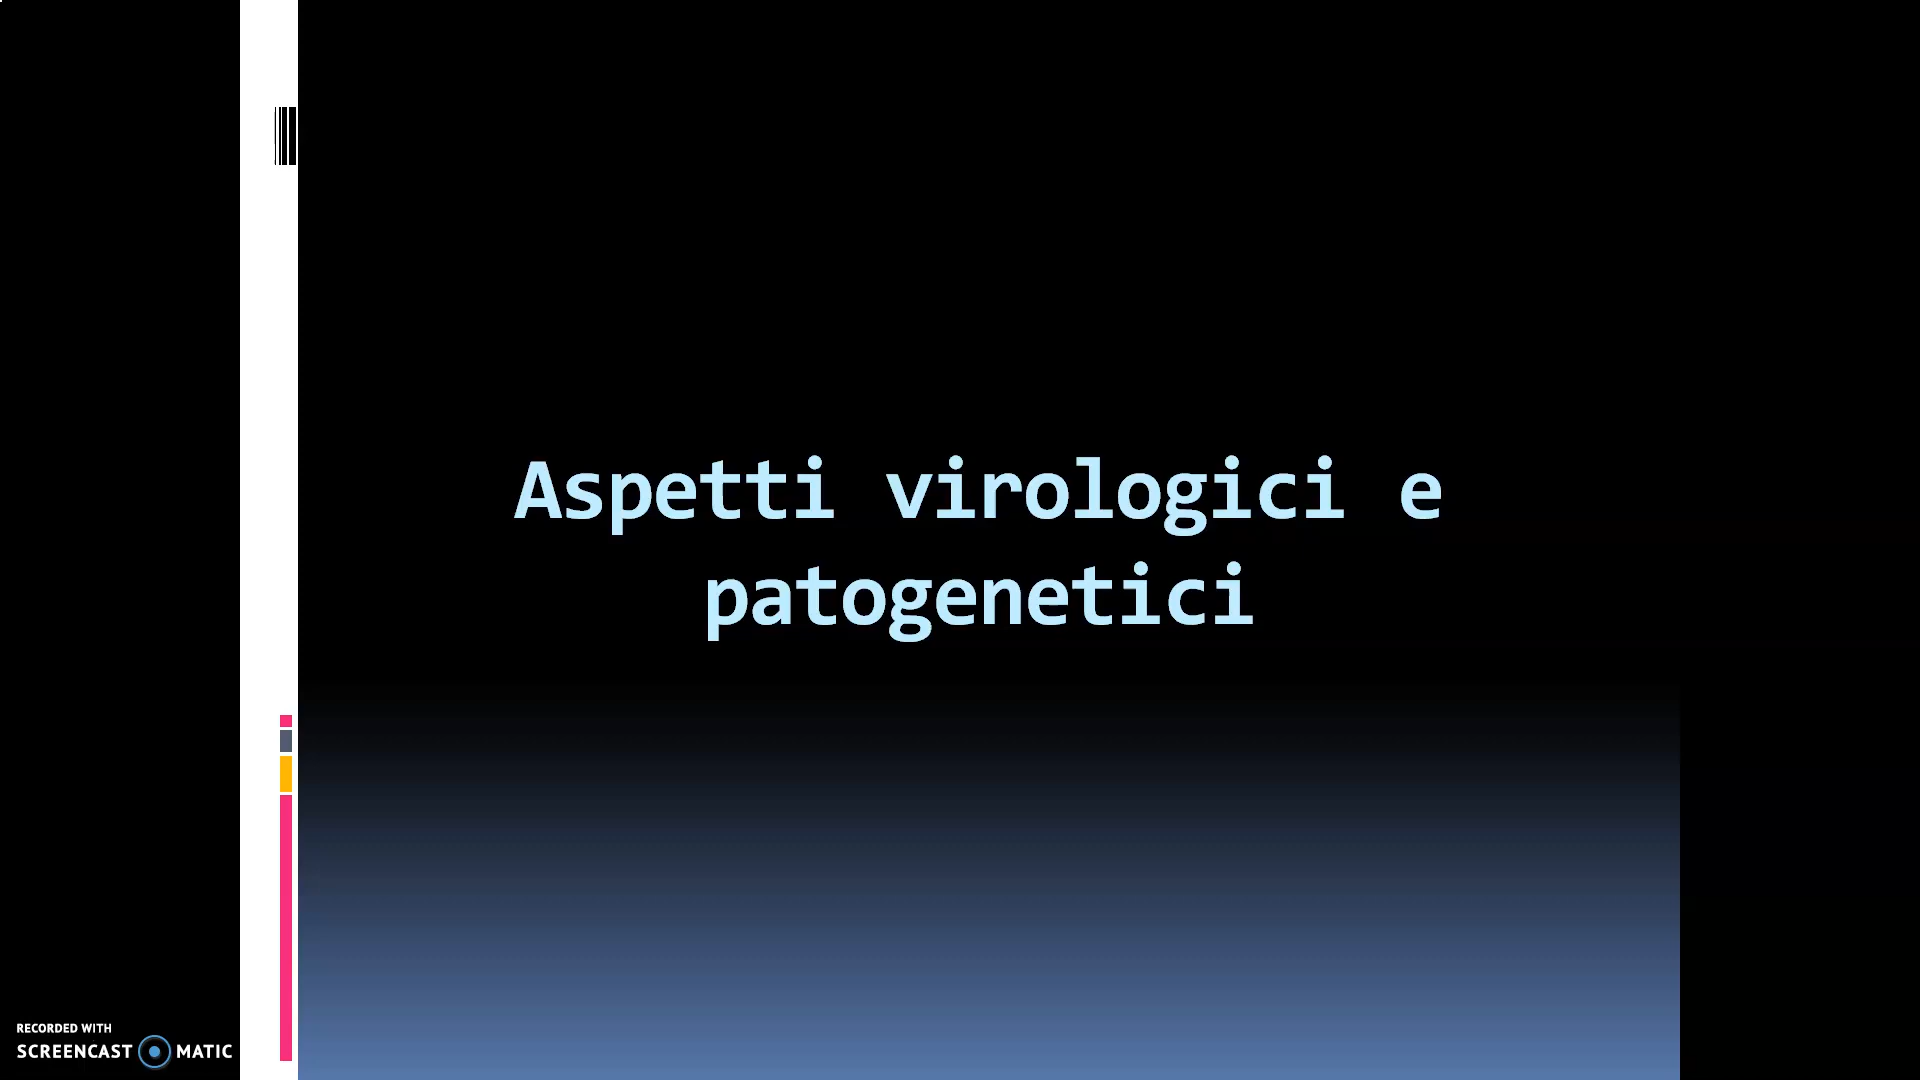 Aspetti virologici e
patogenetici
RECORDED WITH
SCREENCAST MATIC